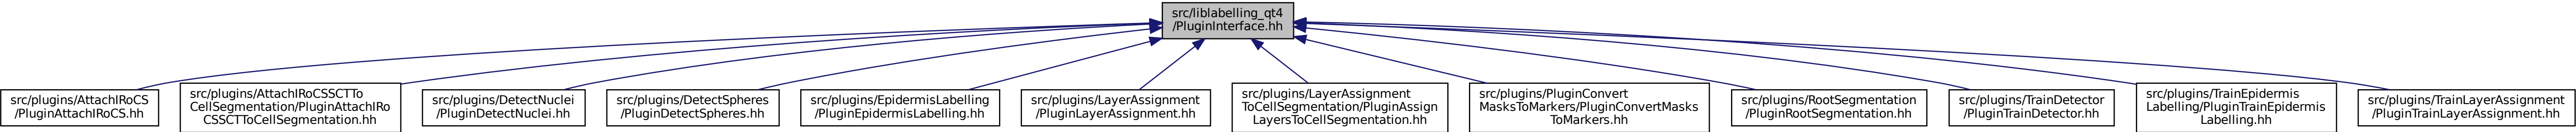 src/liblabelling_qt4
/PluginInterface.hh
src/plugins/AttachIRoCS
/PluginAttachIRoCS.hh
src/plugins/AttachIRoCSSCTTo
CellSegmentation/PluginAttachIRo
CSSCTToCellSegmentation.hh
src/plugins/DetectNuclei
/PluginDetectNuclei.hh
src/plugins/DetectSpheres
/PluginDetectSpheres.hh
src/plugins/EpidermisLabelling
/PluginEpidermisLabelling.hh
src/plugins/LayerAssignment
/PluginLayerAssignment.hh
src/plugins/LayerAssignment
ToCellSegmentation/PluginAssign
LayersToCellSegmentation.hh
src/plugins/PluginConvert
MasksToMarkers/PluginConvertMasks
ToMarkers.hh
src/plugins/RootSegmentation
/PluginRootSegmentation.hh
src/plugins/TrainDetector
/PluginTrainDetector.hh
src/plugins/TrainEpidermis
Labelling/PluginTrainEpidermis
Labelling.hh
src/plugins/TrainLayerAssignment
/PluginTrainLayerAssignment.hh